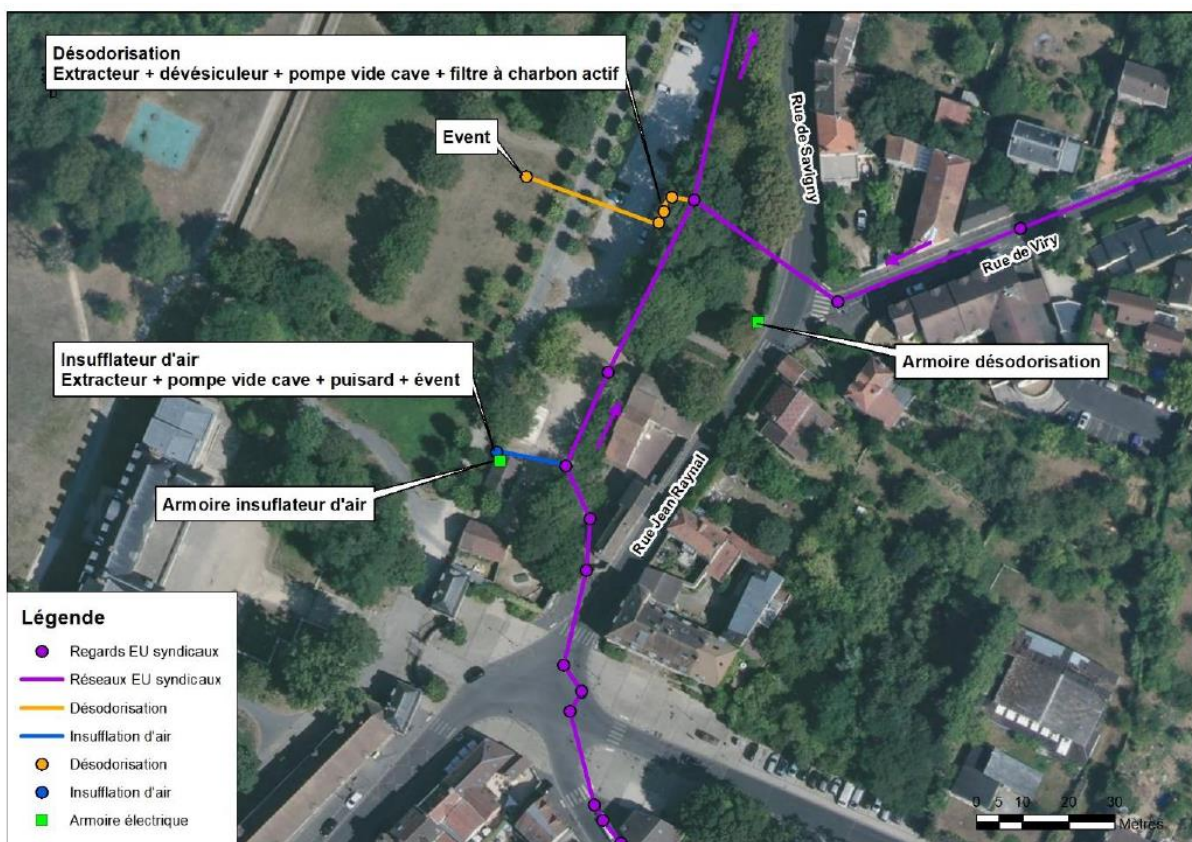 Désodorisation
Extracteur + dévésiculeur + pompe vide cave + filtre à charbon actif
Event
Rue de Savigny
Rue de Viry
Insufflateur d'air
Extracteur + pompe vide cave + puisard + évent
Armoire désodorisation
Armoire insuflateur d'air
Rue Jean Raynal
Légende
Regards EU syndicaux
Réseaux EU syndicaux
Désodorisation
Insufflation d'air
Désodorisation
Insufflation d'air
Armoire électrique
0 5 10 20 30
Mètres